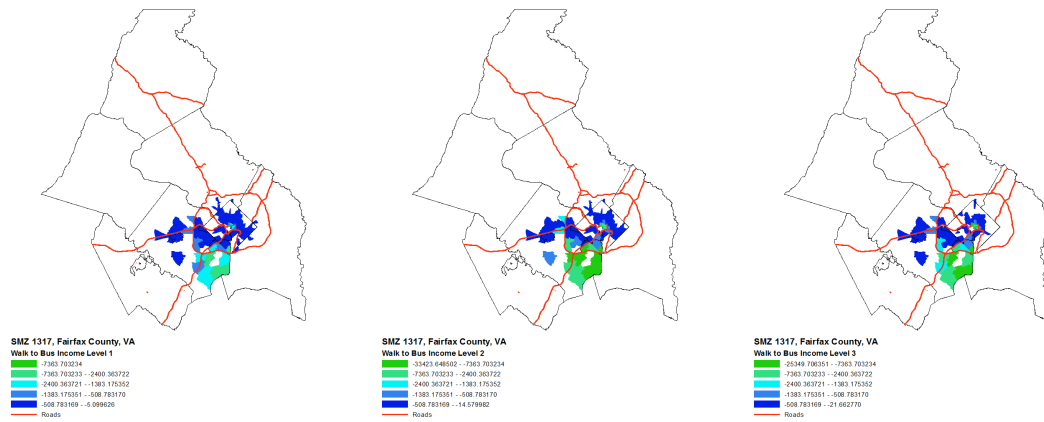 SMZ 1317, Fairfax County, VA
Walk to Bus Income Level 1
-7363.703234
-7363.703233 - -2400.363722
-2400.363721 - -1383.175352
-1383.175351 - -508.783170
-508.783169 - -5.099626
Roads
SMZ 1317, Fairfax County, VA
Walk to Bus Income Level 2
-33423.648502 - -7363.703234
-7363.703233 - -2400.363722
-2400.363721 - -1383.175352
-1383.175351 - -508.783170
-508.783169 - -14.579982
Roads
SMZ 1317, Fairfax County, VA
Walk to Bus Income Level 3
-25349.706351 - -7363.703234
-7363.703233 - -2400.363722
-2400.363721 - -1383.175352
-1383.175351 - -508.783170
-508.783169 - -21.662770
Roads